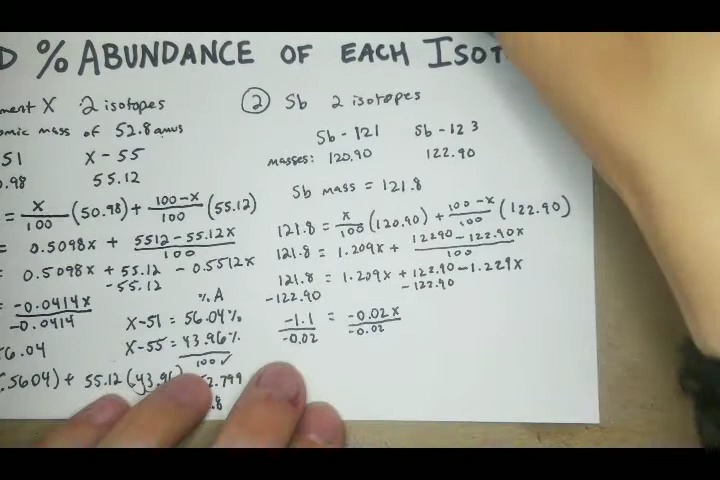 D % ABUNDANCE OF EACH ISOT
ment X 2 isotopes
omic mass of 52.8 amus
51 X - 55
0.98 55.12
= x/100 (50.98) + 100-x/100 (55.12)
= 0.5098x + 5512-55.12x/100
= 0.5098x + 55.12 - 0.5512x
-55.12
= -0.0414x/-0.0414
% A
X-51 = 56.04%
X-55 = 43.96%
100 ✓
6.04
.5604) + 55.12 (.43.96) 2.799
.8
② Sb 2 isotopes
Sb - 121 Sb - 123
masses: 120.90 122.90
Sb mass = 121.8
121.8 = x/100 (120.90) + 100-x/100 (122.90)
121.8 = 1.209x + 12290-122.90x/100
121.8 = 1.209x + 122.90 - 1.229x
-122.90 -122.90
-1.1/-0.02 = -0.02x/-0.02